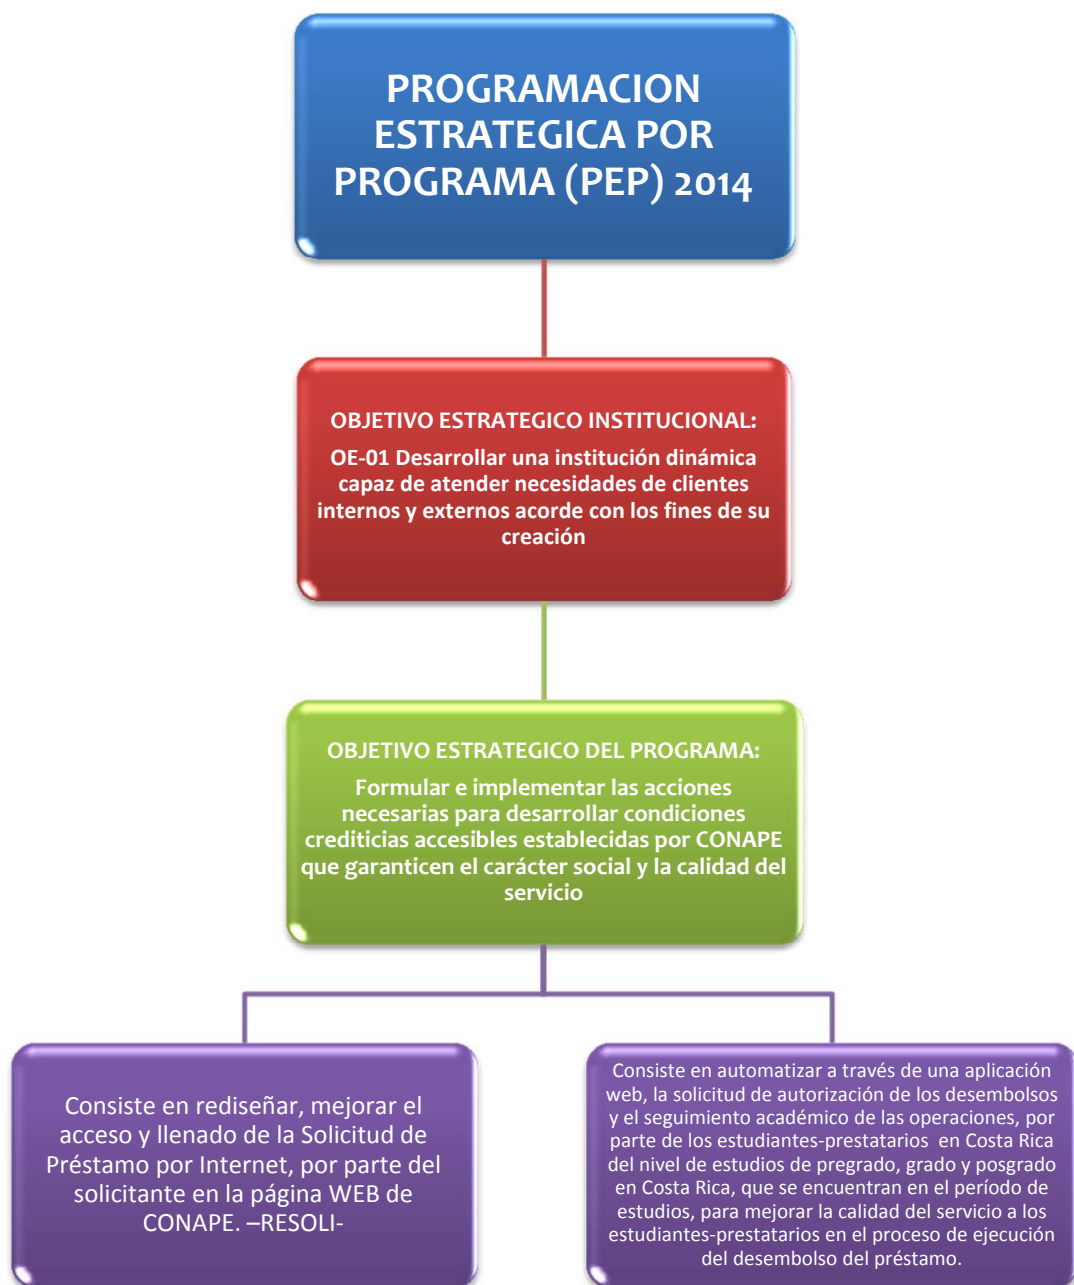 PROGRAMACION
ESTRATEGICA POR
PROGRAMA (PEP) 2014
OBJETIVO ESTRATEGICO INSTITUCIONAL:
OE-01 Desarrollar una institución dinámica
capaz de atender necesidades de clientes
internos y externos acorde con los fines de su
creación
OBJETIVO ESTRATEGICO DEL PROGRAMA:
Formular e implementar las acciones
necesarias para desarrollar condiciones
crediticias accesibles establecidas por CONAPE
que garanticen el carácter social y la calidad del
servicio
Consiste en rediseñar, mejorar el
acceso y llenado de la Solicitud de
Préstamo por Internet, por parte del
solicitante en la página WEB de
CONAPE. –RESOLI-
Consiste en automatizar a través de una aplicación
web, la solicitud de autorización de los desembolsos
y el seguimiento académico de las operaciones, por
parte de los estudiantes-prestatarios en Costa Rica
del nivel de estudios de pregrado, grado y posgrado
en Costa Rica, que se encuentran en el período de
estudios, para mejorar la calidad del servicio a los
estudiantes-prestatarios en el proceso de ejecución
del desembolso del préstamo.